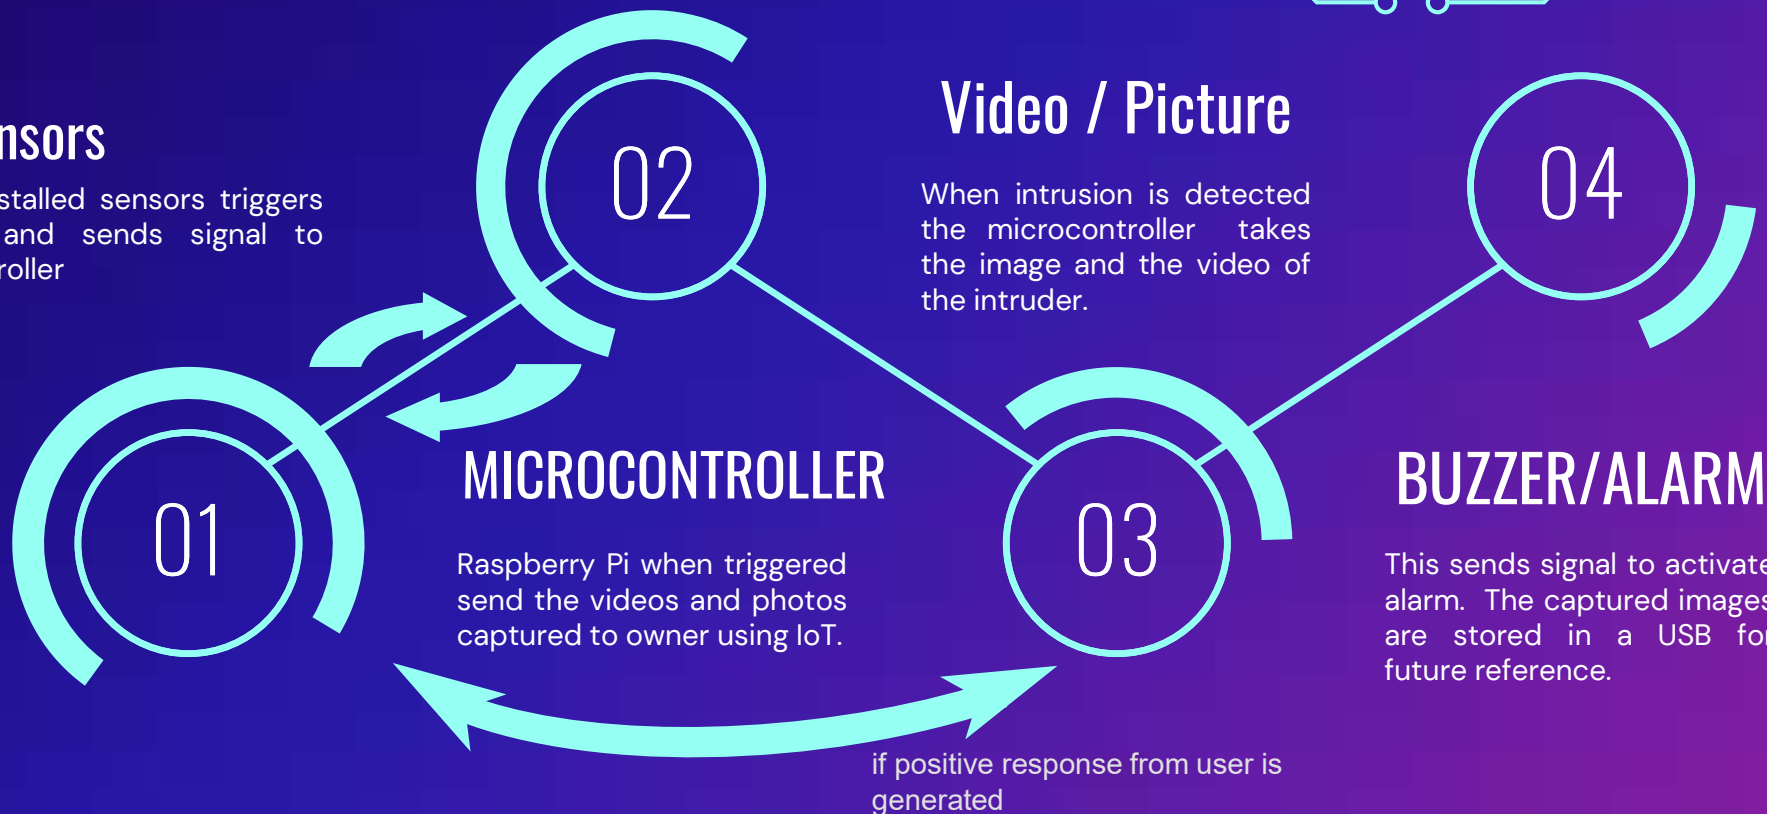 nsors
stalled sensors triggers
and sends signal to
roller
01
02
MICROCONTROLLER
Raspberry Pi when triggered
send the videos and photos
captured to owner using IoT.
Video / Picture
When intrusion is detected
the microcontroller takes
the image and the video of
the intruder.
03
if positive response from user is
generated
04
BUZZER/ALARM
This sends signal to activate
alarm. The captured images
are stored in a USB for
future reference.